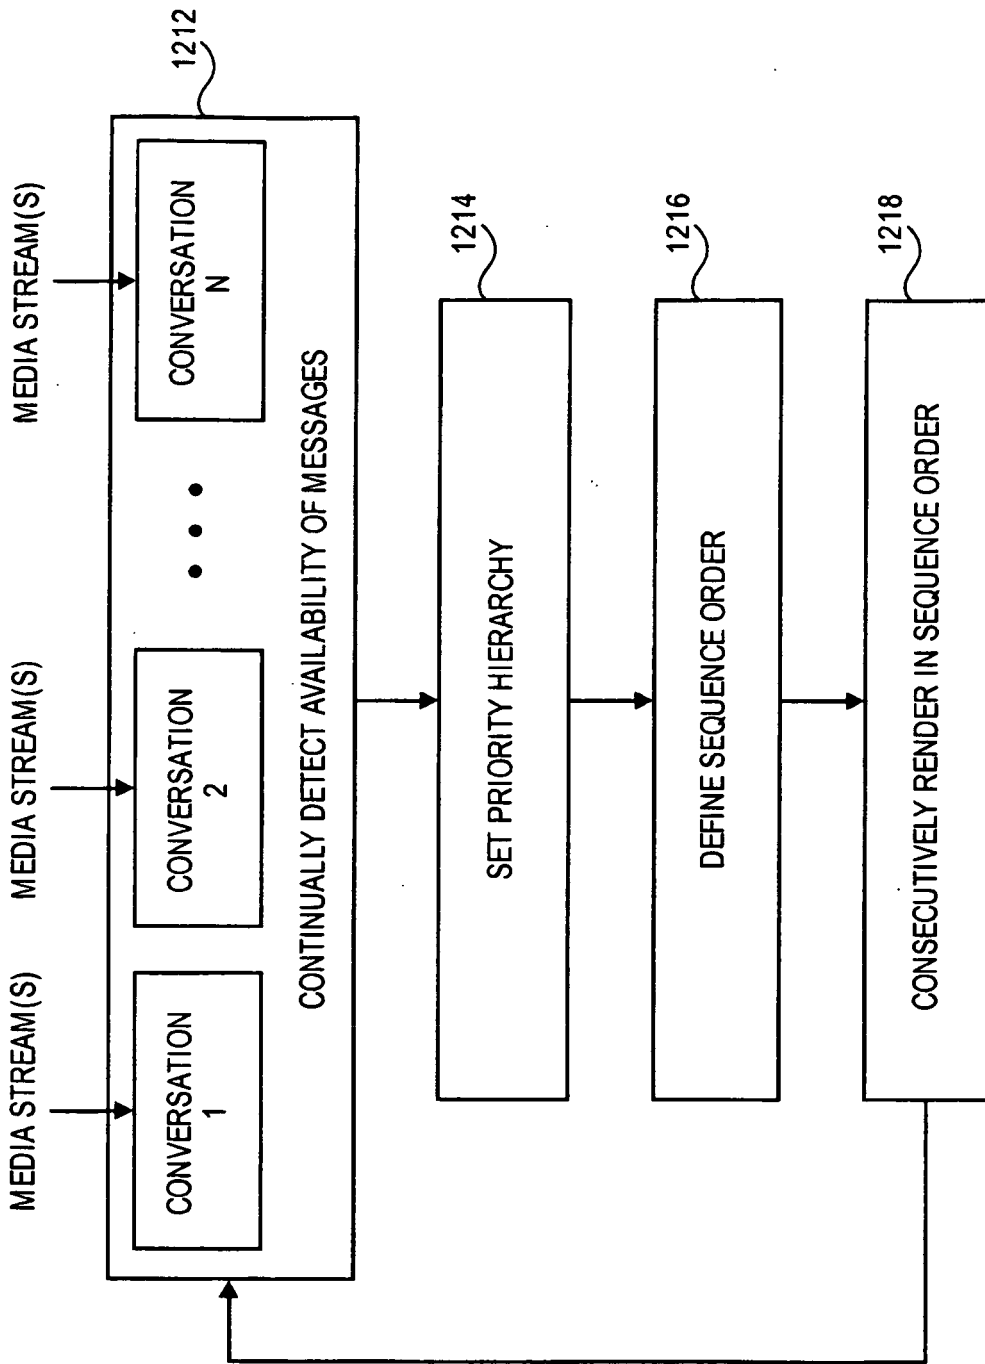 MEDIA STREAM(S)
MEDIA STREAM(S)
MEDIA STREAM(S)
1212
CONVERSATION
1
CONVERSATION
2
CONVERSATION
N
CONTINUALLY DETECT AVAILABILITY OF MESSAGES
1214
SET PRIORITY HIERARCHY
1216
DEFINE SEQUENCE ORDER
1218
CONSECUTIVELY RENDER IN SEQUENCE ORDER